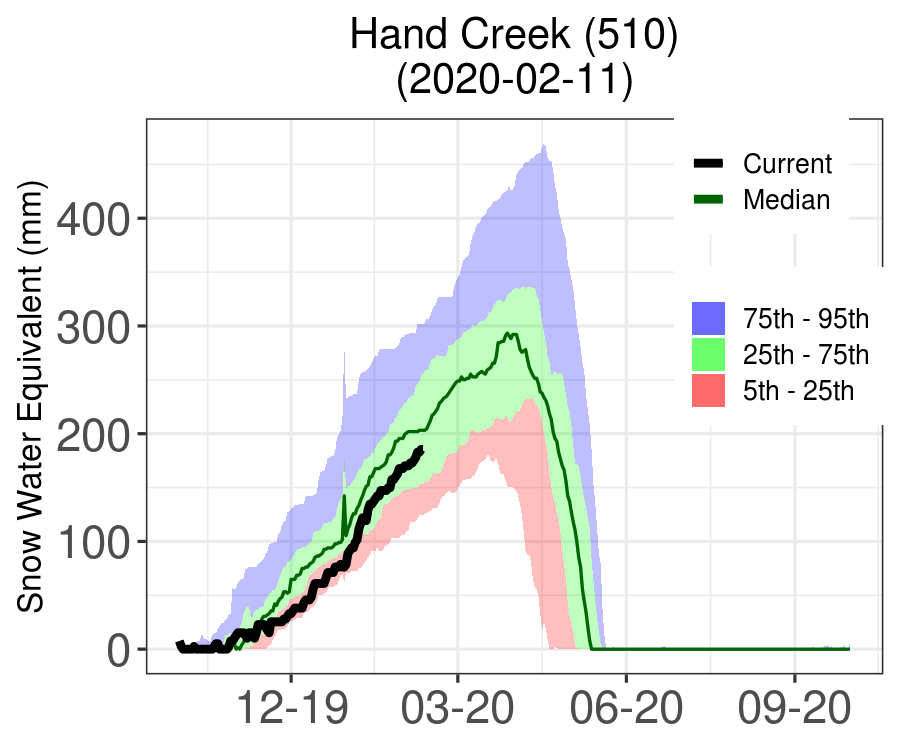 Hand Creek (510)
(2020-02-11)
Snow Water Equivalent (mm)
400
300
200
100
0
12-19
03-20
06-20
09-20
Current
Median
75th - 95th
25th - 75th
5th - 25th